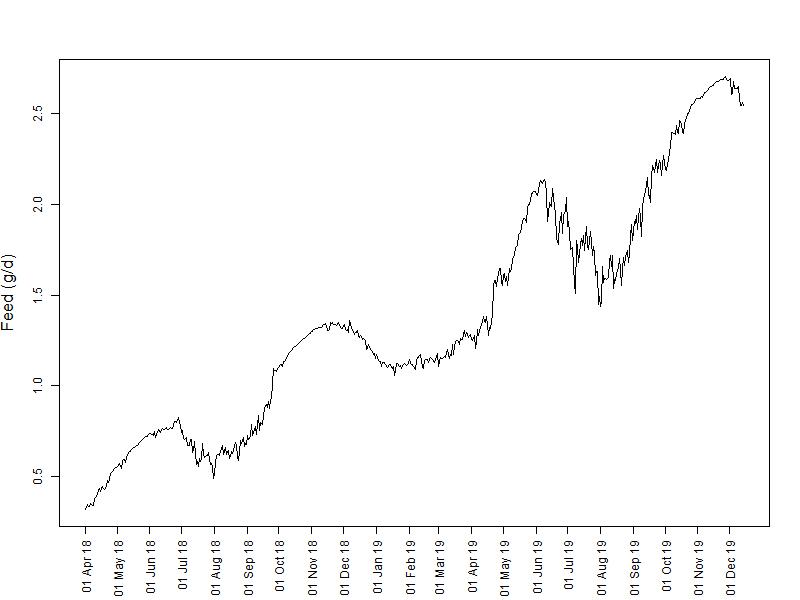 Feed (g/d)
2.5
2.0
1.5
1.0
0.5
01 Apr 18
01 May 18
01 Jun 18
01 Jul 18
01 Aug 18
01 Sep 18
01 Oct 18
01 Nov 18
01 Dec 18
01 Jan 19
01 Feb 19
01 Mar 19
01 Apr 19
01 May 19
01 Jun 19
01 Jul 19
01 Aug 19
01 Sep 19
01 Oct 19
01 Nov 19
01 Dec 19